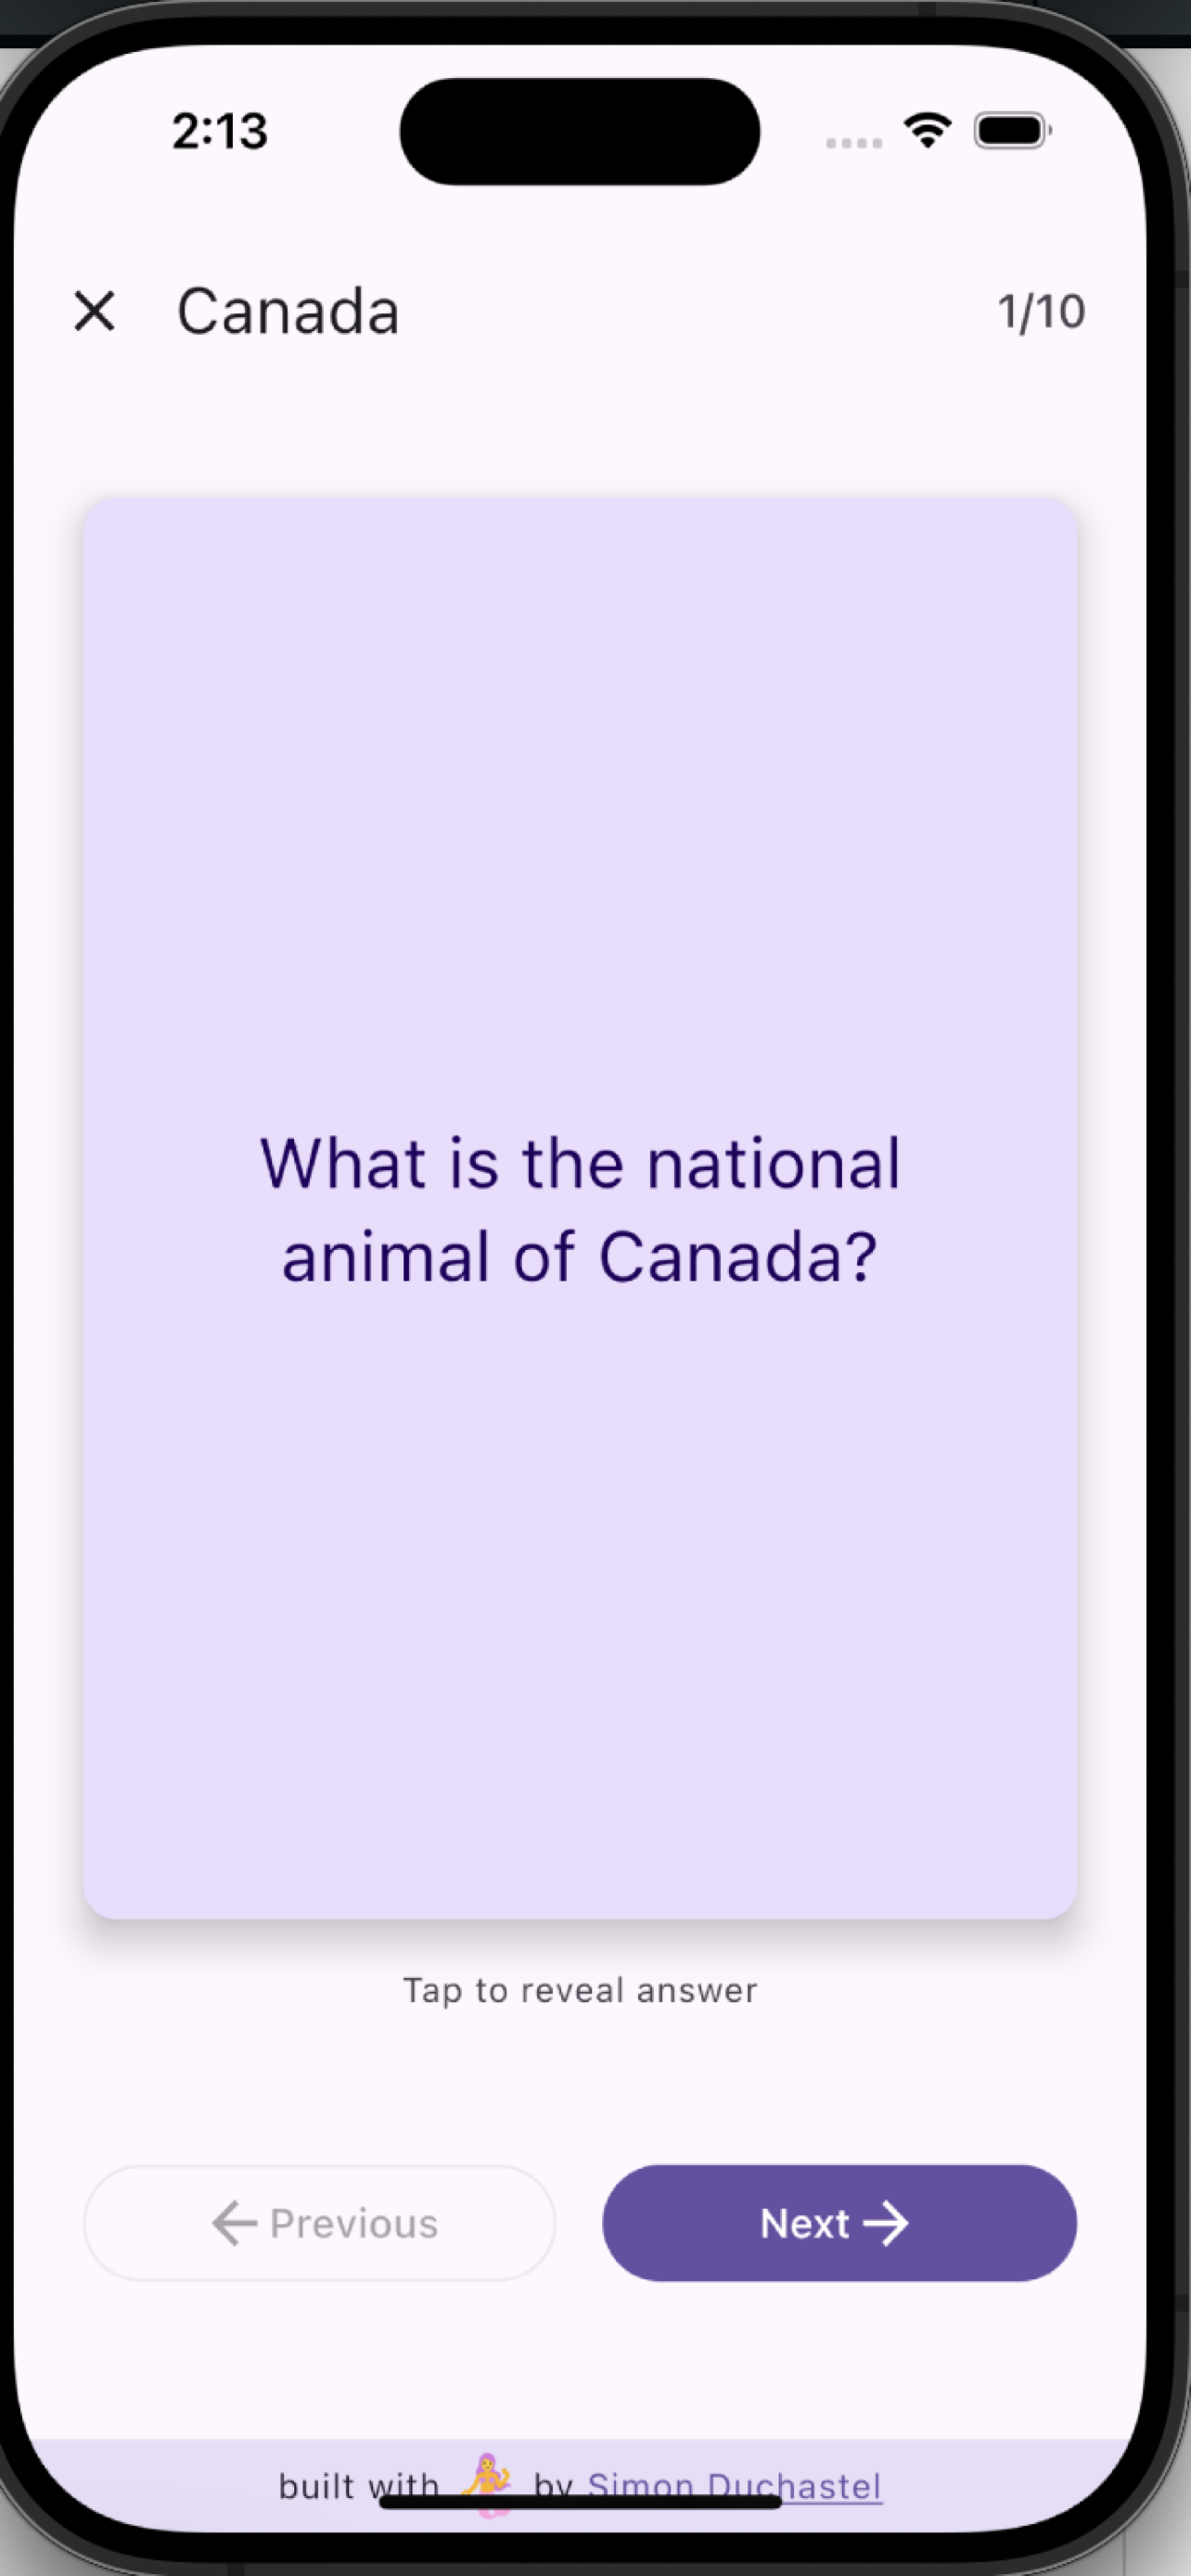 2:13
Canada
1/10
What is the national
animal of Canada?
Tap to reveal answer
Previous
Next
built with by Simon Duchastel